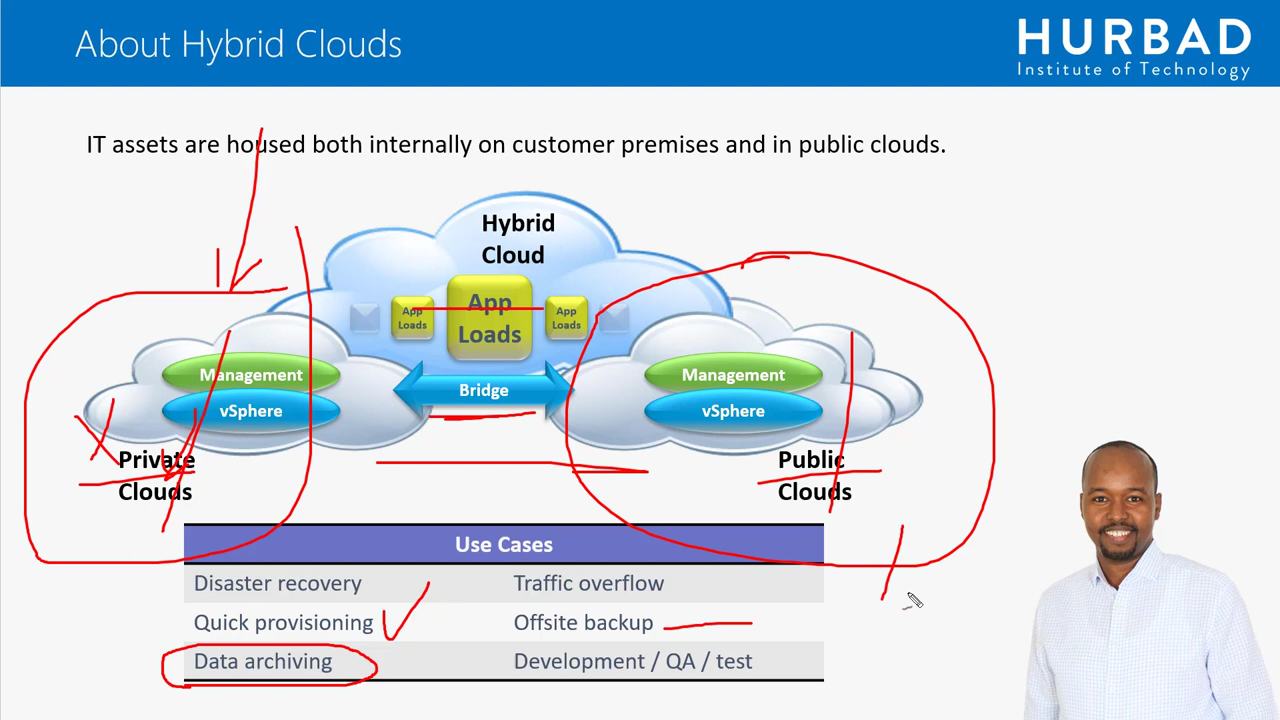 About Hybrid Clouds
HURBAD
Institute of Technology
IT assets are housed both internally on customer premises and in public clouds.
Hybrid
Cloud
App
Loads
App
Loads
App
Loads
Management
vSphere
Bridge
Management
vSphere
Private
Clouds
Public
Clouds
Use Cases
Disaster recovery
Traffic overflow
Quick provisioning
Offsite backup
Data archiving
Development / QA / test